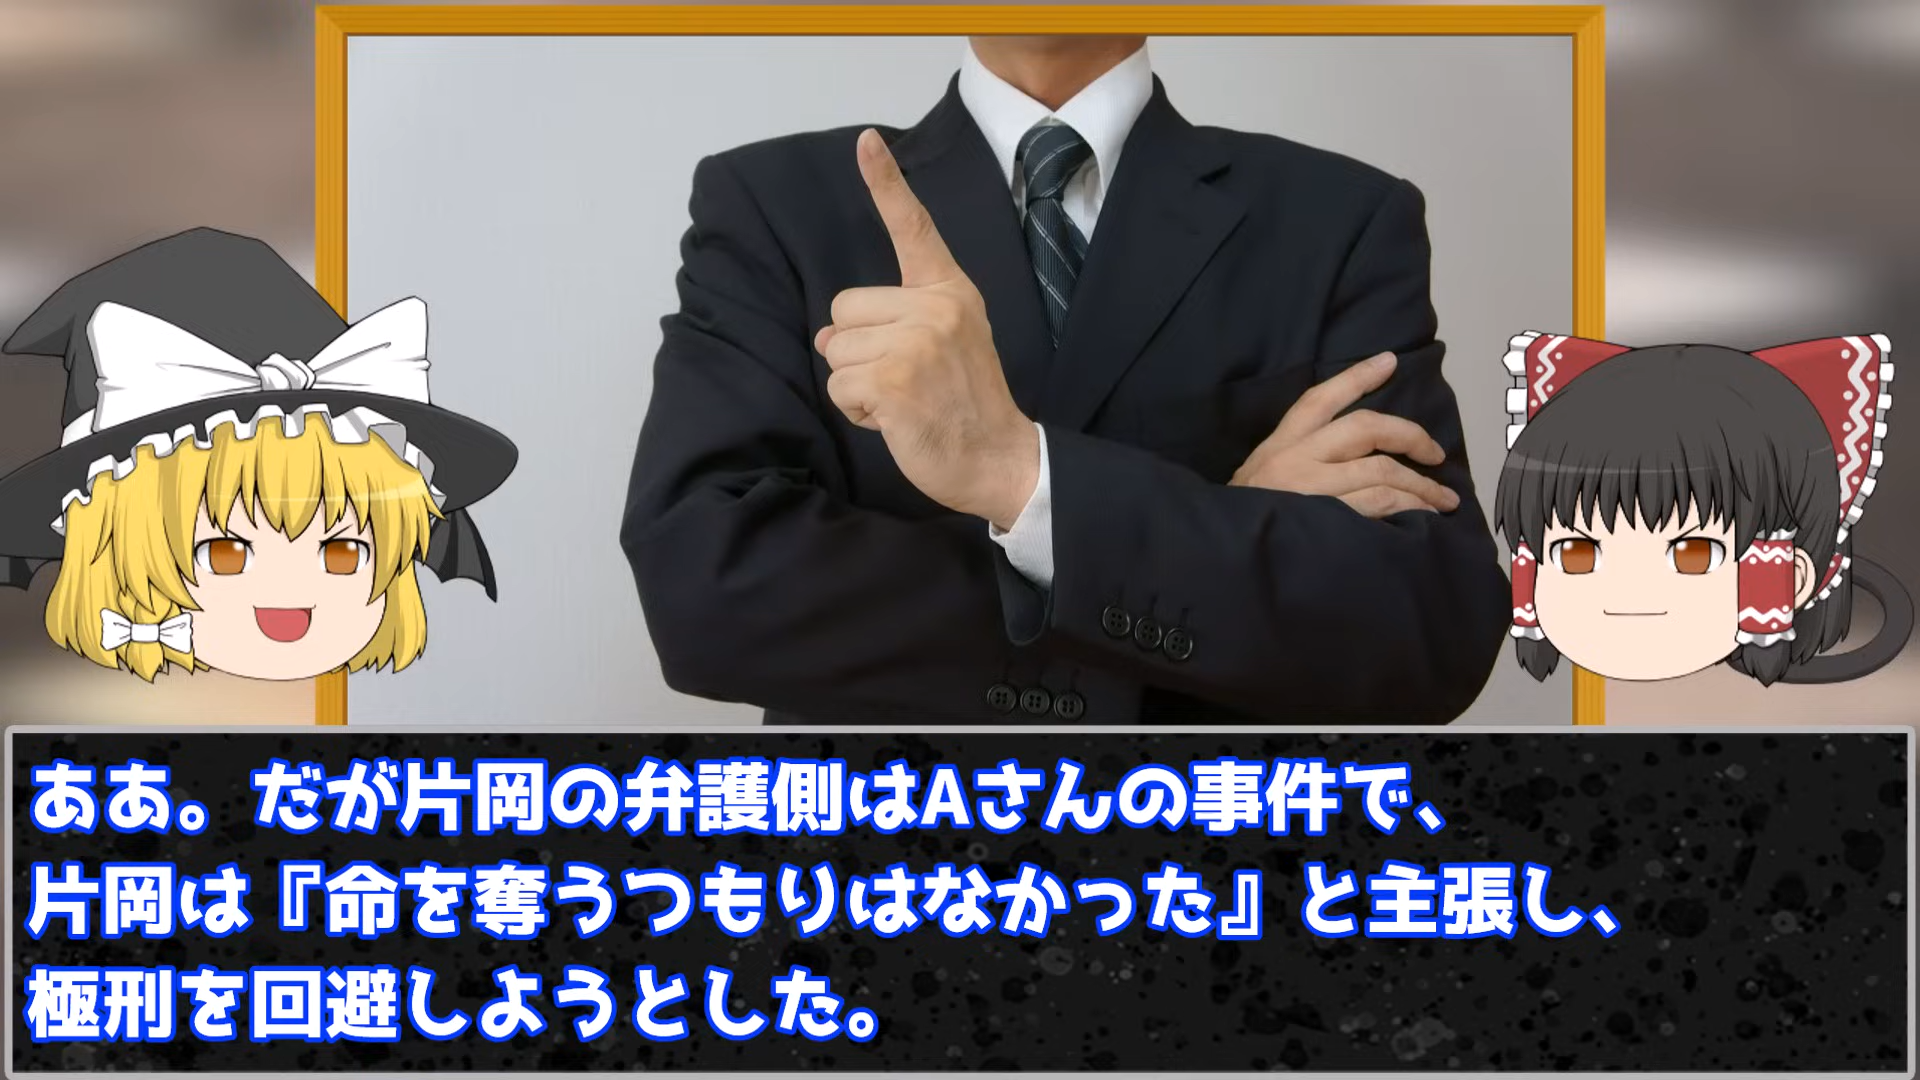 ああ。だが片岡の弁護側はAさんの事件で、
片岡は『命を奪うつもりはなかった』と主張し、
極刑を回避しようとした。